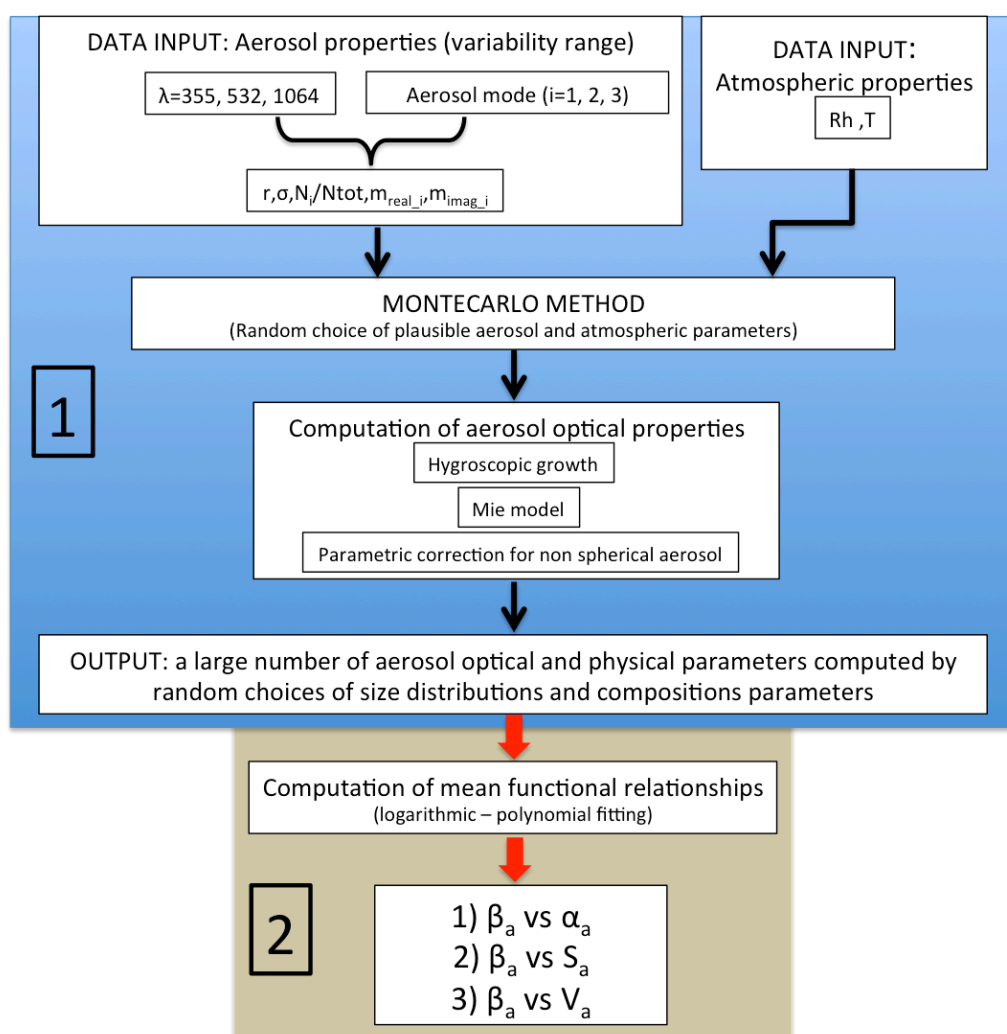 DATA INPUT: Aerosol properties (variability range)
λ=355, 532, 1064
Aerosol mode (i=1, 2, 3)
r,σ,Nᵢ/Ntot,m_real_i,m_imag_i
DATA INPUT:
Atmospheric properties
Rh ,T
MONTECARLO METHOD
(Random choice of plausible aerosol and atmospheric parameters)
1
Computation of aerosol optical properties
Hygroscopic growth
Mie model
Parametric correction for non spherical aerosol
OUTPUT: a large number of aerosol optical and physical parameters computed by
random choices of size distributions and compositions parameters
Computation of mean functional relationships
(logarithmic – polynomial fitting)
2
1) βₐ vs αₐ
2) βₐ vs Sₐ
3) βₐ vs Vₐ